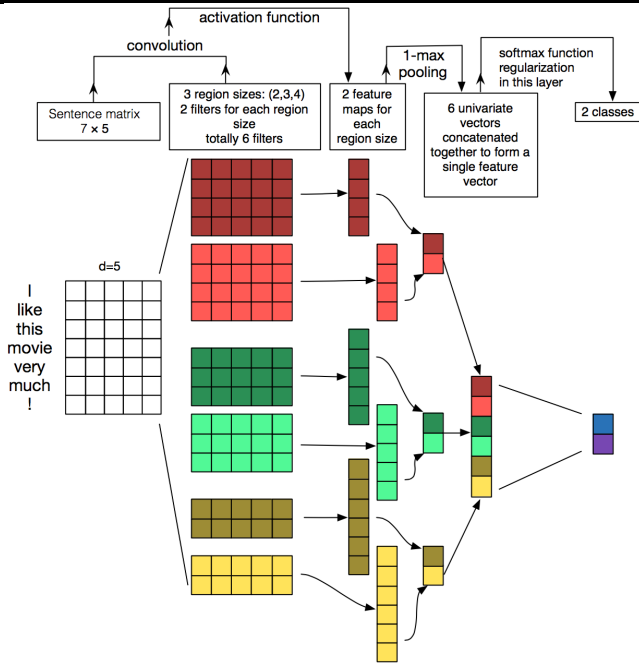 activation function
convolution
1-max
pooling
softmax function
regularization
in this layer
Sentence matrix
7 × 5
3 region sizes: (2,3,4)
2 filters for each region
size
totally 6 filters
2 feature
maps for
each
region size
6 univariate
vectors
concatenated
together to form a
single feature
vector
2 classes
d=5
I
like
this
movie
very
much
!